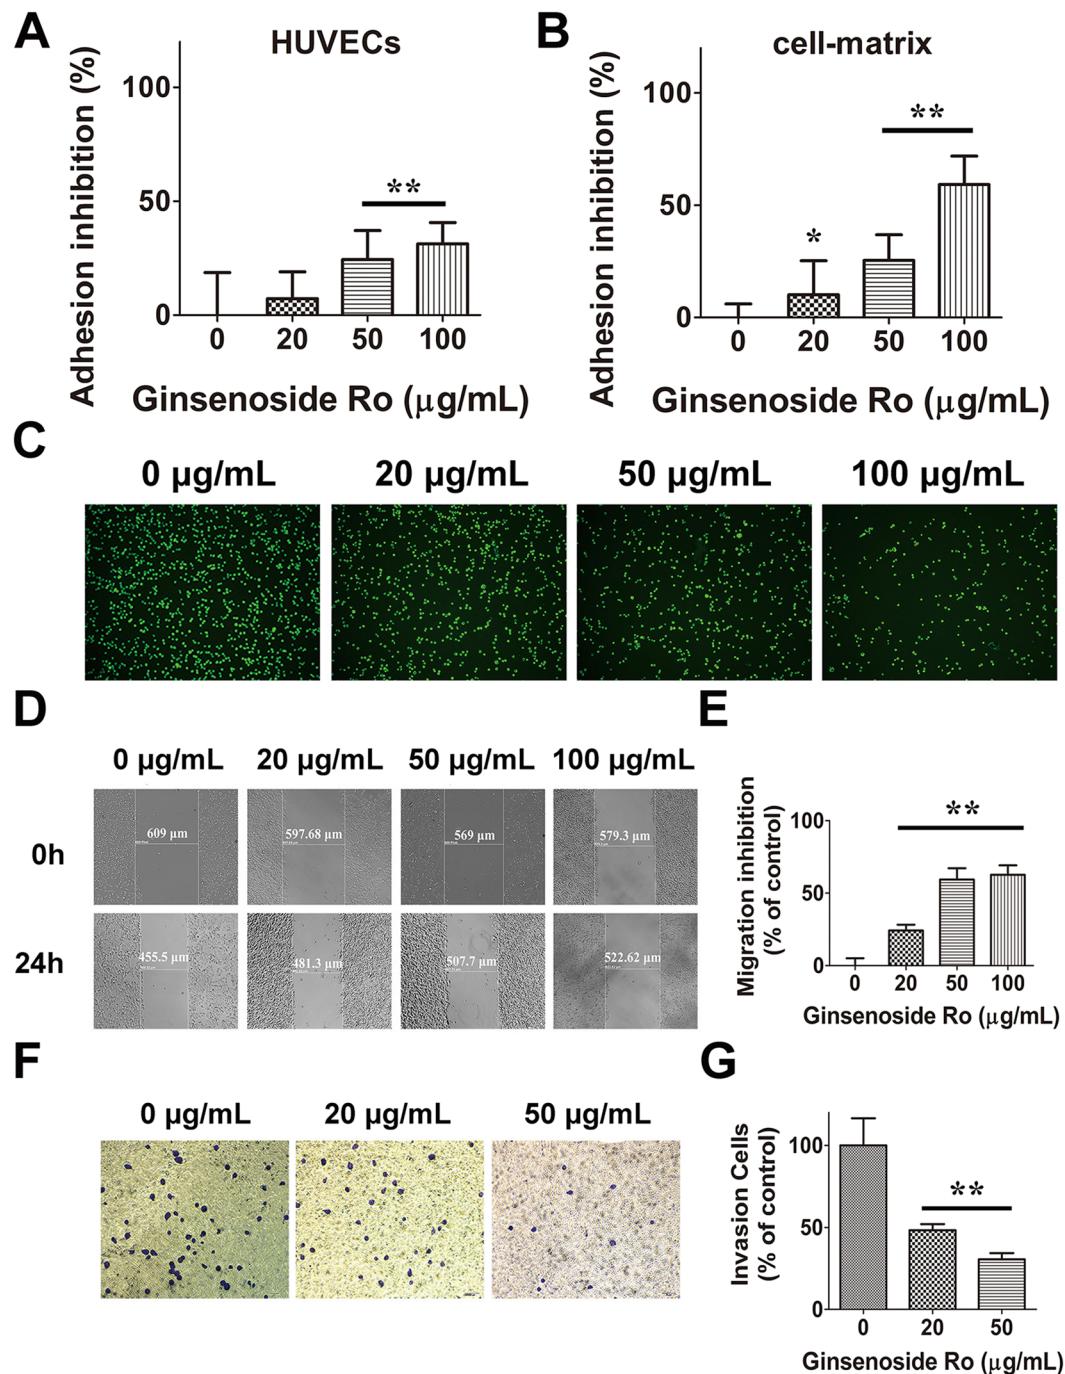 A
HUVECs
Adhesion inhibition (%)
100
50
**
0
0 20 50 100
Ginsenoside Ro (μg/mL)
B
cell-matrix
Adhesion inhibition (%)
100
**
50
*
0
0 20 50 100
Ginsenoside Ro (μg/mL)
C
0 μg/mL 20 μg/mL 50 μg/mL 100 μg/mL
D
0 μg/mL 20 μg/mL 50 μg/mL 100 μg/mL
0h
609 μm 597.68 μm 569 μm 579.3 μm
24h
455.5 μm 481.3 μm 507.7 μm 522.62 μm
E
Migration inhibition
(% of control)
100
**
50
0
0 20 50 100
Ginsenoside Ro (μg/mL)
F
0 μg/mL 20 μg/mL 50 μg/mL
G
Invasion Cells
(% of control)
100
50
**
0
0 20 50
Ginsenoside Ro (μg/mL)